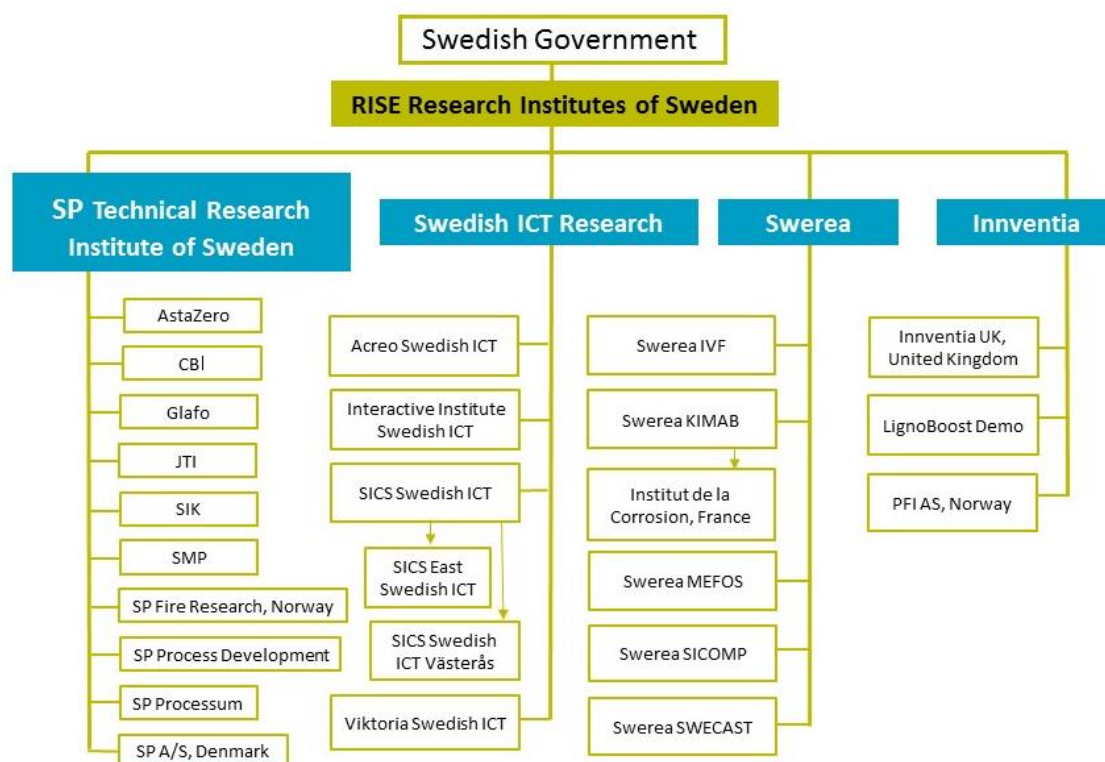 Swedish Government
RISE Research Institutes of Sweden
SP Technical Research
Institute of Sweden
AstaZero
CBI
Glafo
JTI
SIK
SMP
SP Fire Research, Norway
SP Process Development
SP Processum
SP A/S, Denmark
Swedish ICT Research
Acreo Swedish ICT
Interactive Institute
Swedish ICT
SICS Swedish ICT
SICS East
Swedish ICT
SICS Swedish
ICT Västerås
Viktoria Swedish ICT
Swerea
Swerea IVF
Swerea KIMAB
Institut de la
Corrosion, France
Swerea MEFOS
Swerea SICOMP
Swerea SWECAST
Innventia
Innventia UK,
United Kingdom
LignoBoost Demo
PFI AS, Norway